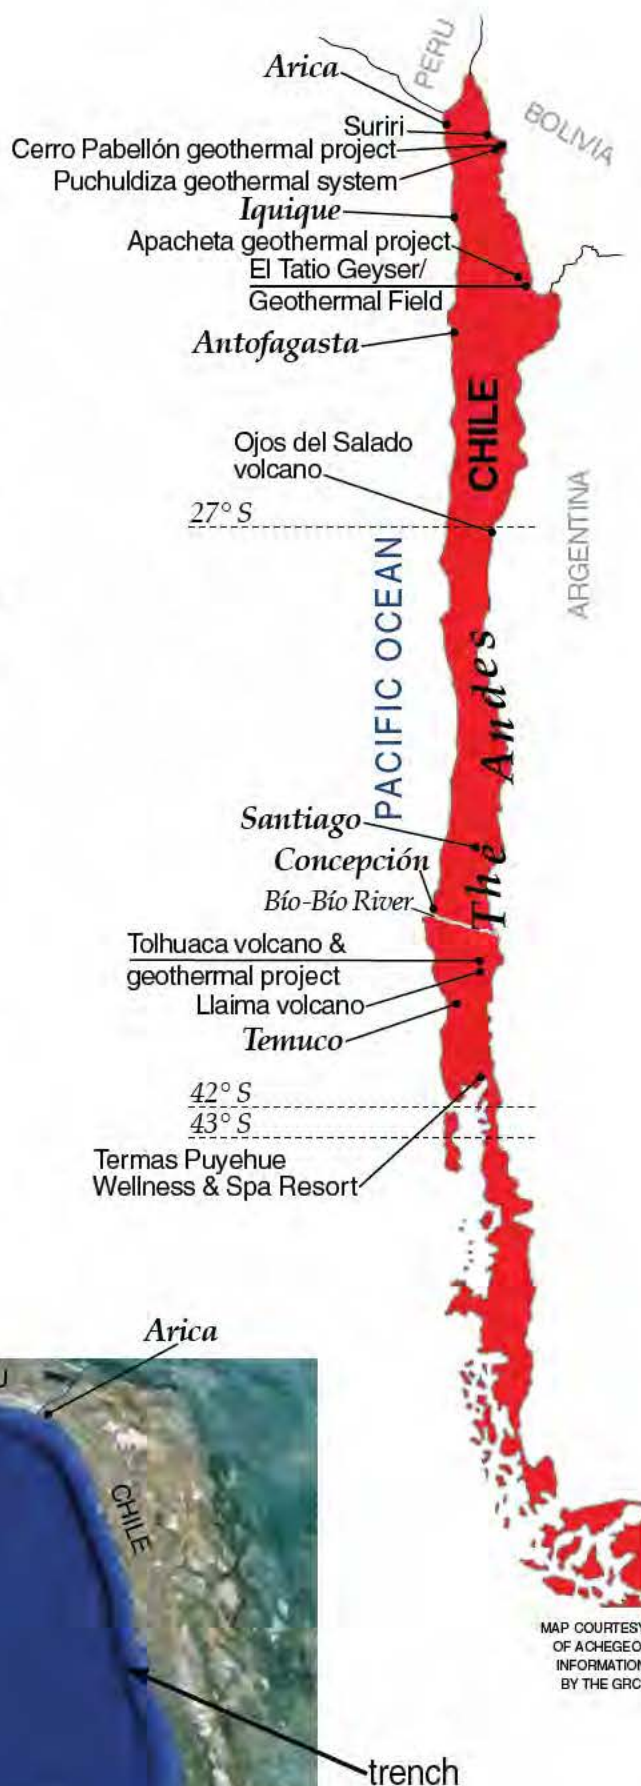 PERU
Arica
BOLIVIA
Suriri
Cerro Pabellón geothermal project
Puchuldiza geothermal system
Iquique
Apacheta geothermal project
El Tatio Geyser/
Geothermal Field
Antofagasta
CHILE
Ojos del Salado
volcano
27° S
ARGENTINA
PACIFIC OCEAN
The Andes
Santiago
Concepción
Bío-Bío River
Tolhuaca volcano &
geothermal project
Llaima volcano
Temuco
42° S
43° S
Termas Puyehue
Wellness & Spa Resort
Arica
CHILE
MAP COURTESY
OF ACHEGEO
INFORMATION
BY THE GRC
trench